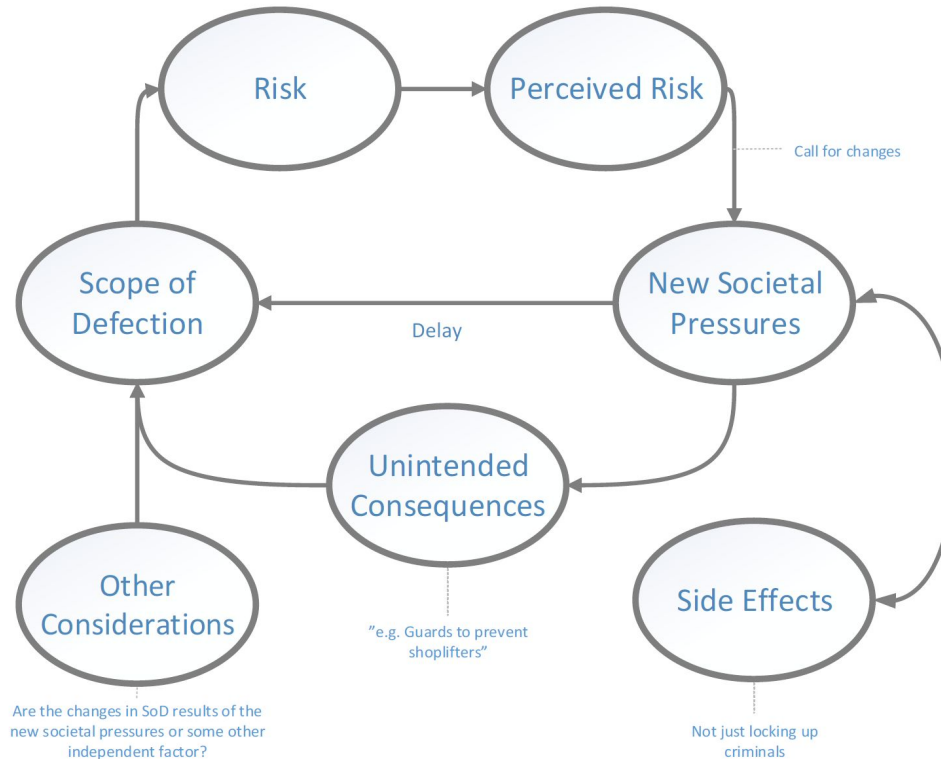 Risk
Perceived Risk
Call for changes
Scope of
Defection
New Societal
Pressures
Delay
Unintended
Consequences
Other
Considerations
Side Effects
”e.g. Guards to prevent
shoplifters”
Are the changes in SoD results of the
new societal pressures or some other
independent factor?
Not just locking up
criminals